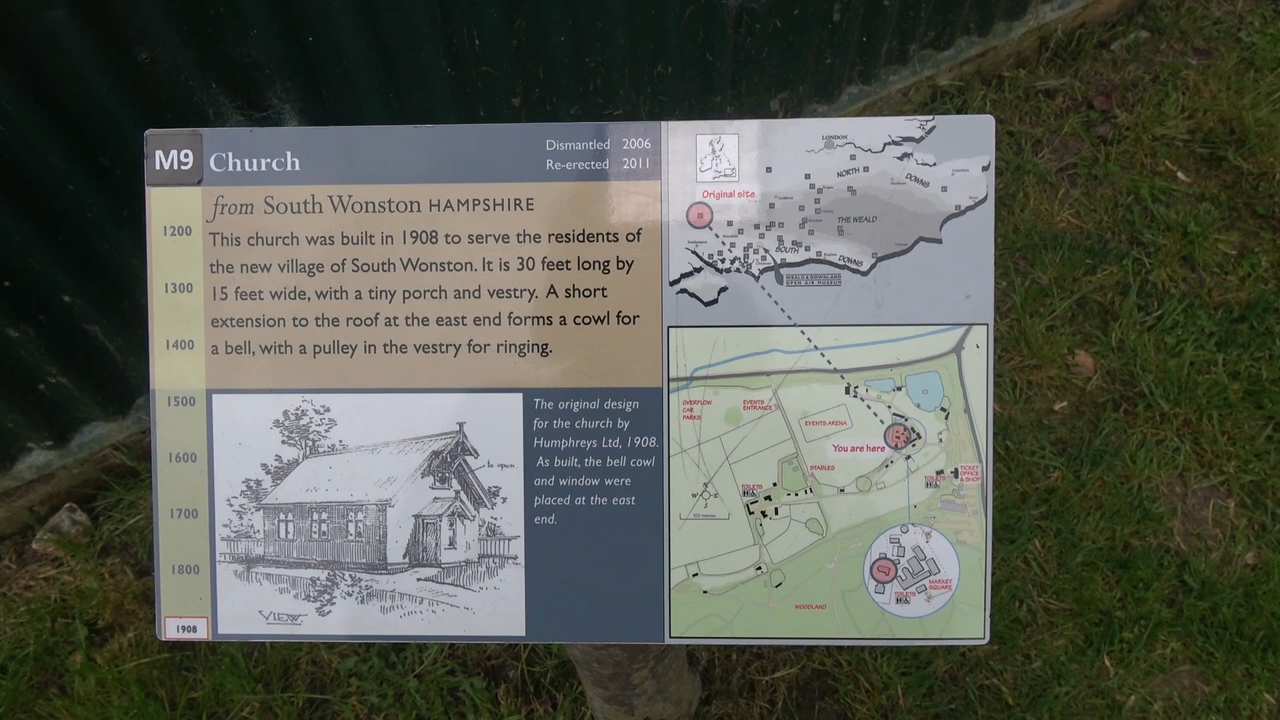 M9
Church
Dismantled 2006
Re-erected 2011
from South Wonston HAMPSHIRE
This church was built in 1908 to serve the residents of
the new village of South Wonston. It is 30 feet long by
15 feet wide, with a tiny porch and vestry. A short
extension to the roof at the east end forms a cowl for
a bell, with a pulley in the vestry for ringing.
1200
1300
1400
1500
1600
1700
1800
1908
The original design
for the church by
Humphreys Ltd, 1908.
As built, the bell cowl
and window were
placed at the east
end.
to open.
VIEW.
LONDON
NORTH
DOWNS
Original site
THE WEALD
SOUTH
DOWNS
WEALD & DOWNLAND
OPEN AIR MUSEUM
OVERFLOW
CAR
PARKS
EVENTS
ENTRANCE
EVENTS ARENA
You are here
STABLES
TOILETS
TOILETS
TICKET
OFFICE
& SHOP
N
W
E
S
MARKET
SQUARE
TOILETS
WOODLAND